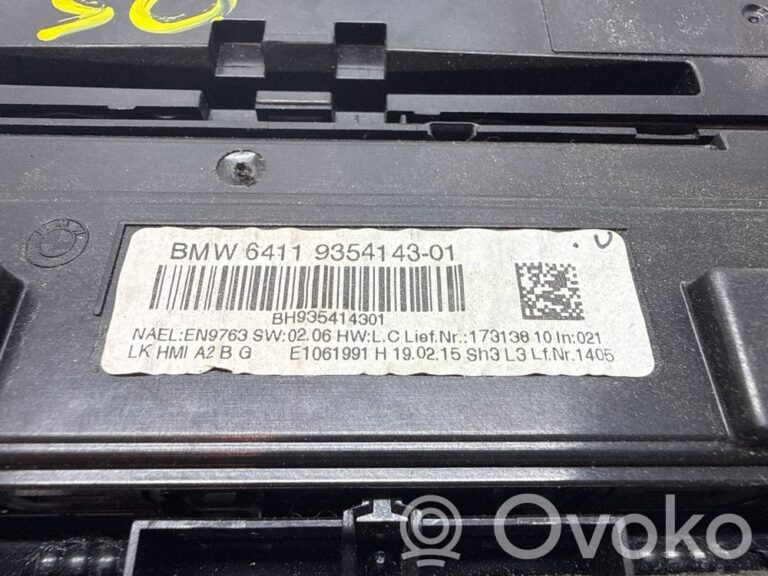 BMW 6411 9354143-01
BH935414301
NAEL:EN9763 SW:02.06 HW:L.C Lief.Nr.:173138 10 In:021
LK HMI A2 B G E1061991 H 19.02.15 Sh3 L3 Lf.Nr.1405
Ovoko